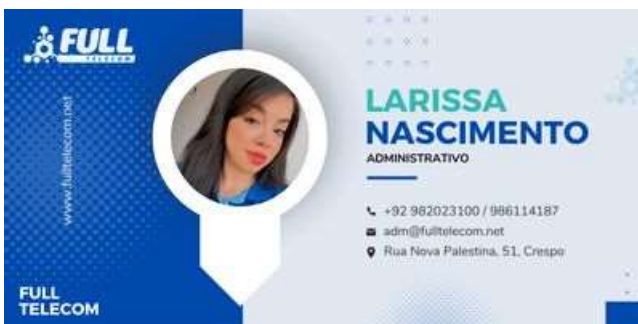 FULL
TELECOM
www.fulltelecom.net
LARISSA
NASCIMENTO
ADMINISTRATIVO
+92 982023100 / 986114187
adm@fulltelecom.net
Rua Nova Palestina, 51, Crespo
FULL
TELECOM